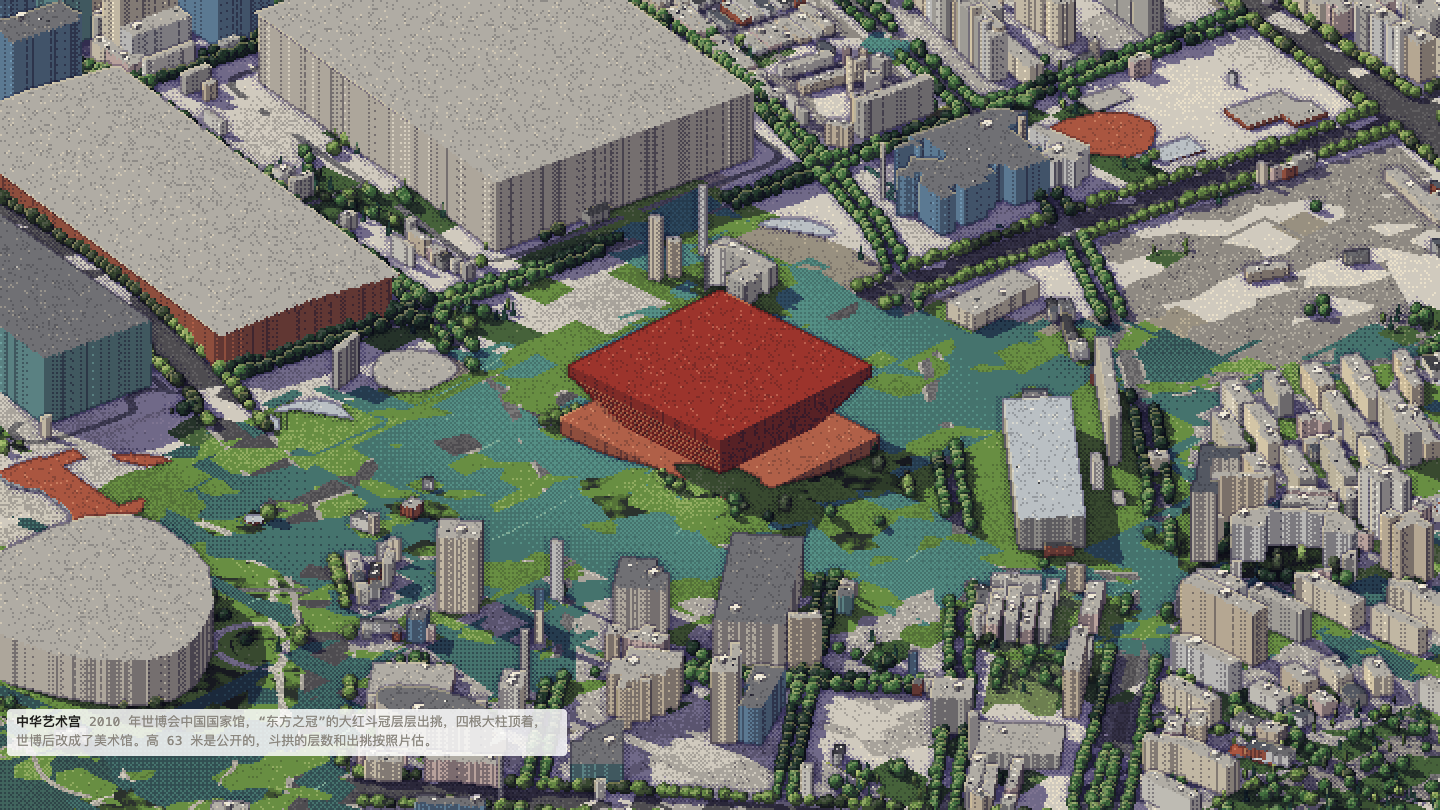 中华艺术宫 2010 年世博会中国国家馆，“东方之冠”的大红斗冠层层出挑，四根大柱顶着，
世博后改成了美术馆。高 63 米是公开的，斗拱的层数和出挑按照片估。